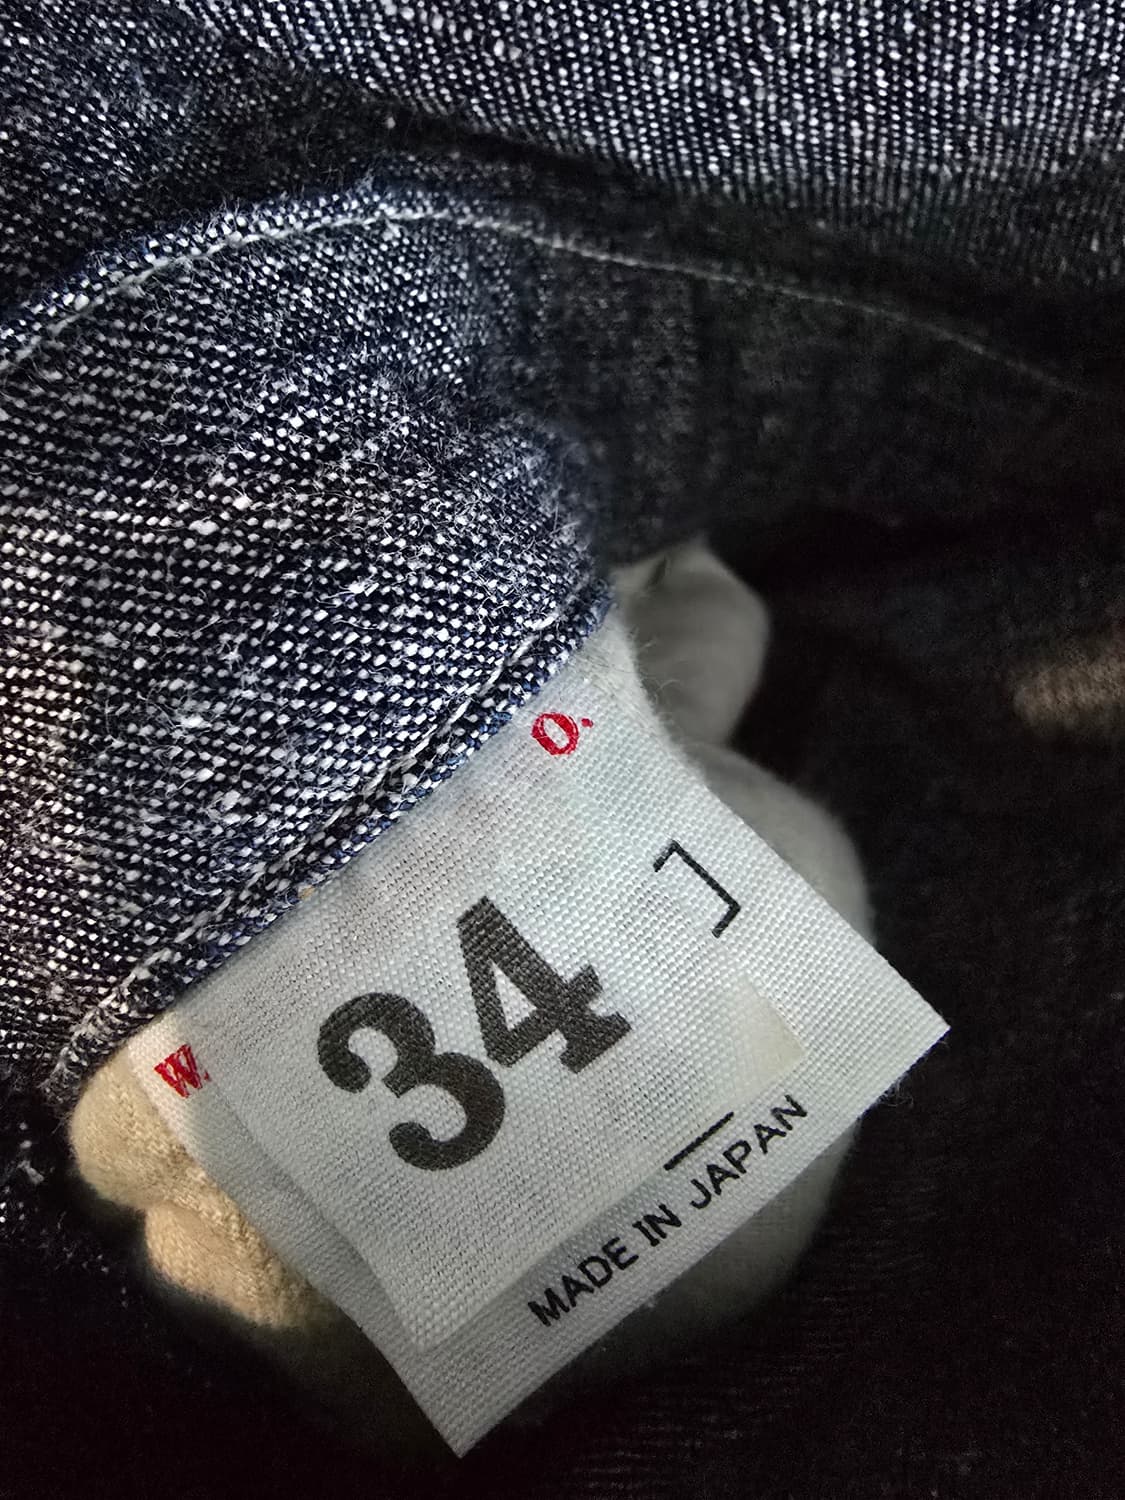 W. O.
34 ]
MADE IN JAPAN